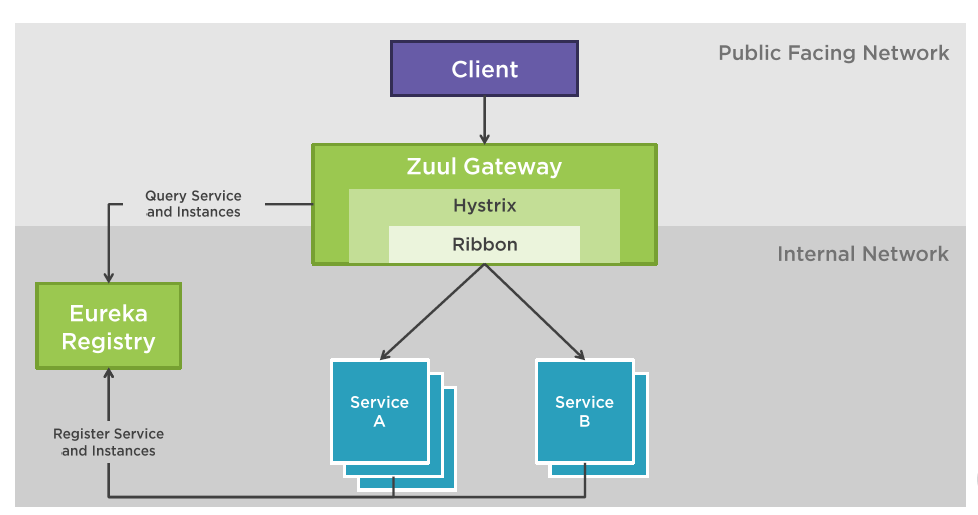 Public Facing Network
Client
Zuul Gateway
Hystrix
Ribbon
Query Service
and Instances
Internal Network
Eureka
Registry
Service
A
Service
B
Register Service
and Instances